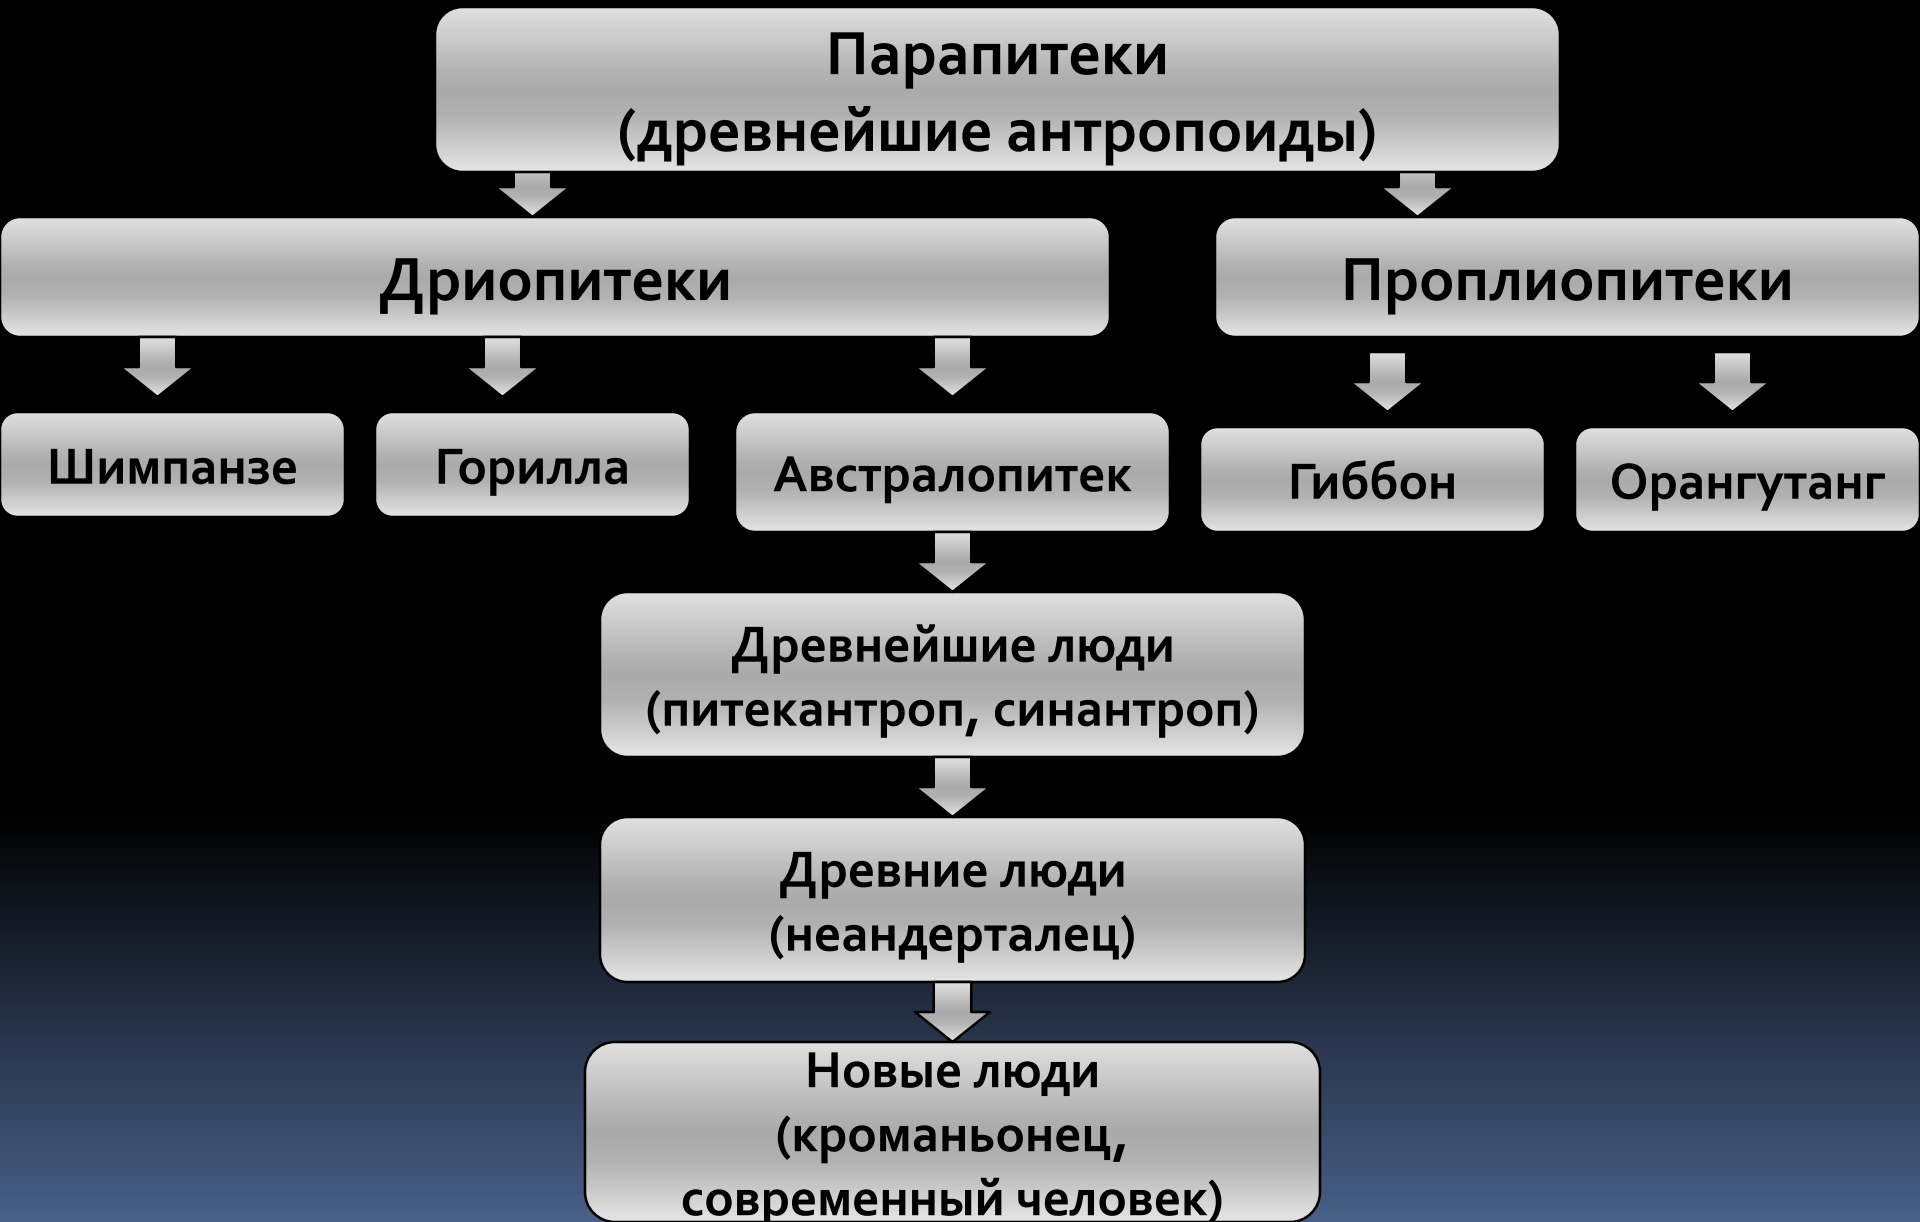 Парапитеки
(древнейшие антропоиды)
Дриопитеки
Проплиопитеки
Шимпанзе
Горилла
Австралопитек
Гиббон
Орангутанг
Древнейшие люди
(питекантроп, синантроп)
Древние люди
(неандерталец)
Новые люди
(кроманьонец,
современный человек)